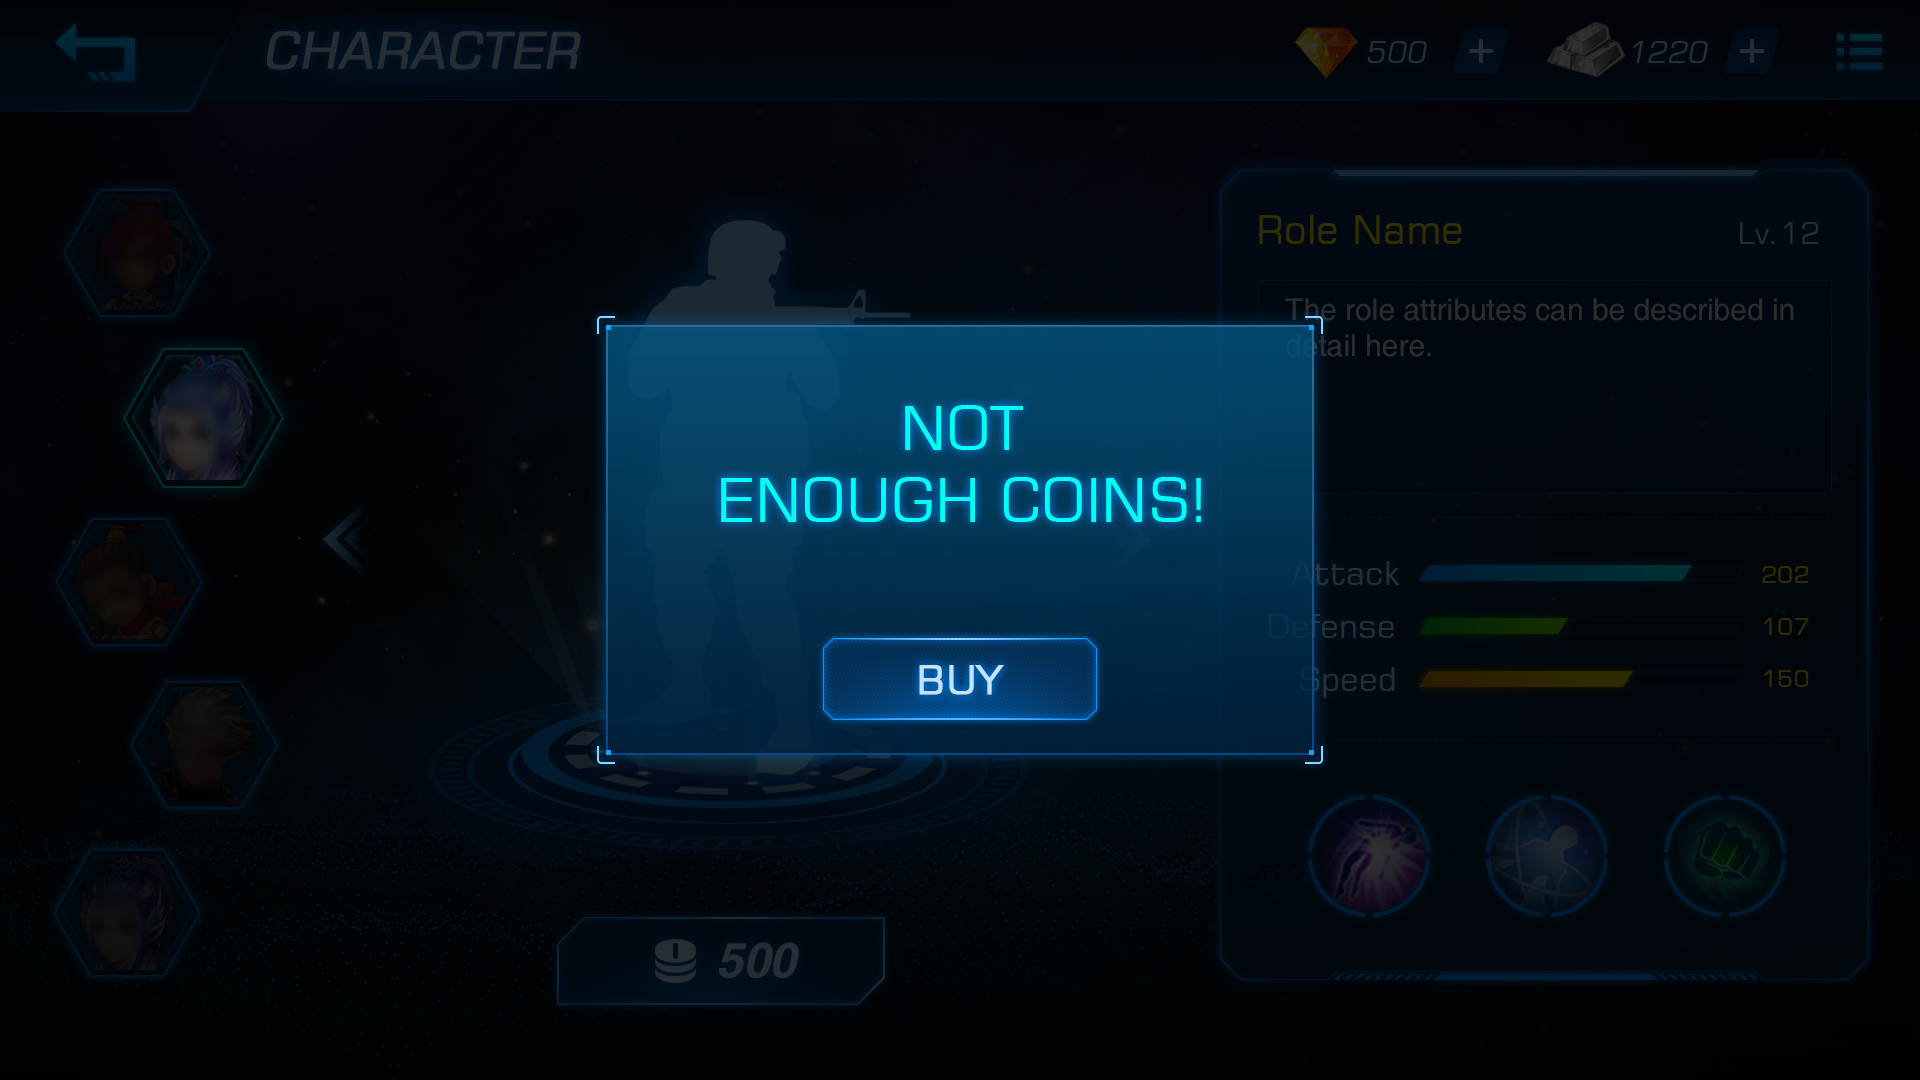 CHARACTER
500
1220
Role Name
Lv.12
The role attributes can be described in
detail here.
NOT
ENOUGH COINS!
Attack
202
Defense
107
Speed
150
BUY
500